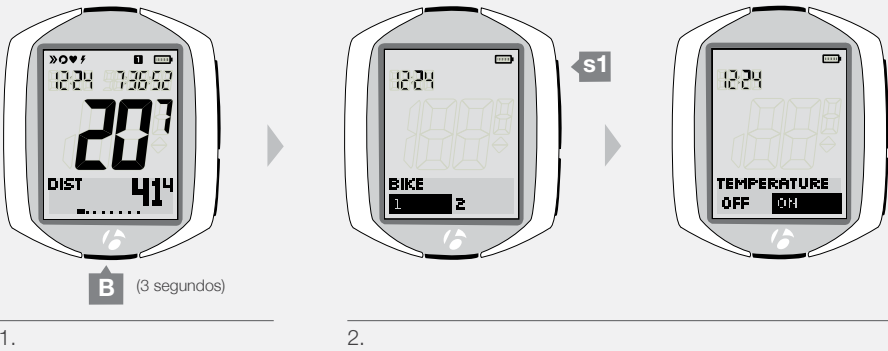 1
12:24 7:36:52
20.7
DIST 41.4
B (3 segundos)
1.
12:24
BIKE
1 2
s1
12:24
TEMPERATURE
OFF ON
2.